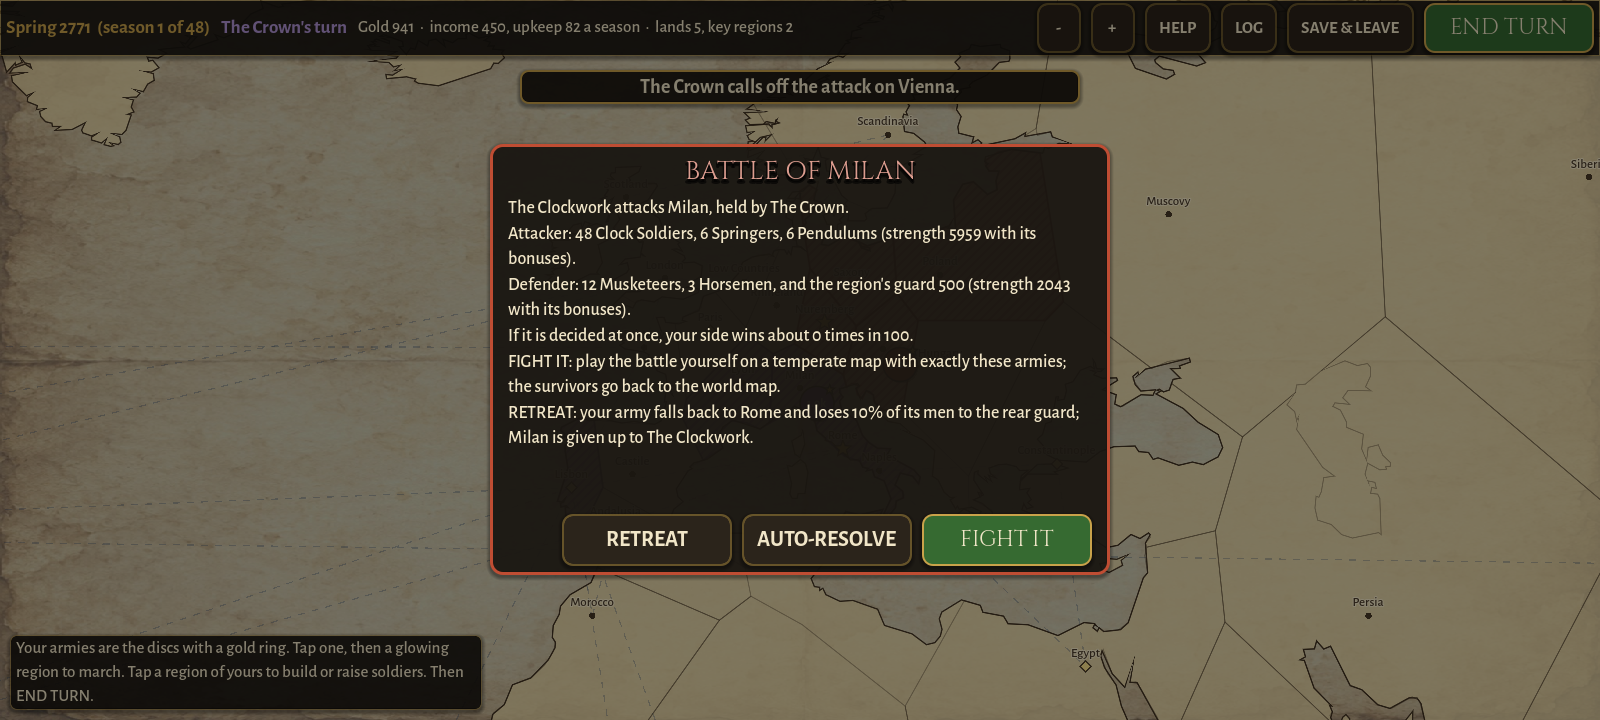 Spring 2771 (season 1 of 48) The Crown's turn Gold 941 · income 450, upkeep 82 a season · lands 5, key regions 2
- + HELP LOG SAVE & LEAVE END TURN
The Crown calls off the attack on Vienna.
Scandinavia
Siberi
Muscovy
BATTLE OF MILAN
The Clockwork attacks Milan, held by The Crown.
Attacker: 48 Clock Soldiers, 6 Springers, 6 Pendulums (strength 5959 with its
bonuses).
Defender: 12 Musketeers, 3 Horsemen, and the region's guard 500 (strength 2043
with its bonuses).
If it is decided at once, your side wins about 0 times in 100.
FIGHT IT: play the battle yourself on a temperate map with exactly these armies;
the survivors go back to the world map.
RETREAT: your army falls back to Rome and loses 10% of its men to the rear guard;
Milan is given up to The Clockwork.
RETREAT AUTO-RESOLVE FIGHT IT
Morocco
Persia
Egypt
Your armies are the discs with a gold ring. Tap one, then a glowing
region to march. Tap a region of yours to build or raise soldiers. Then
END TURN.